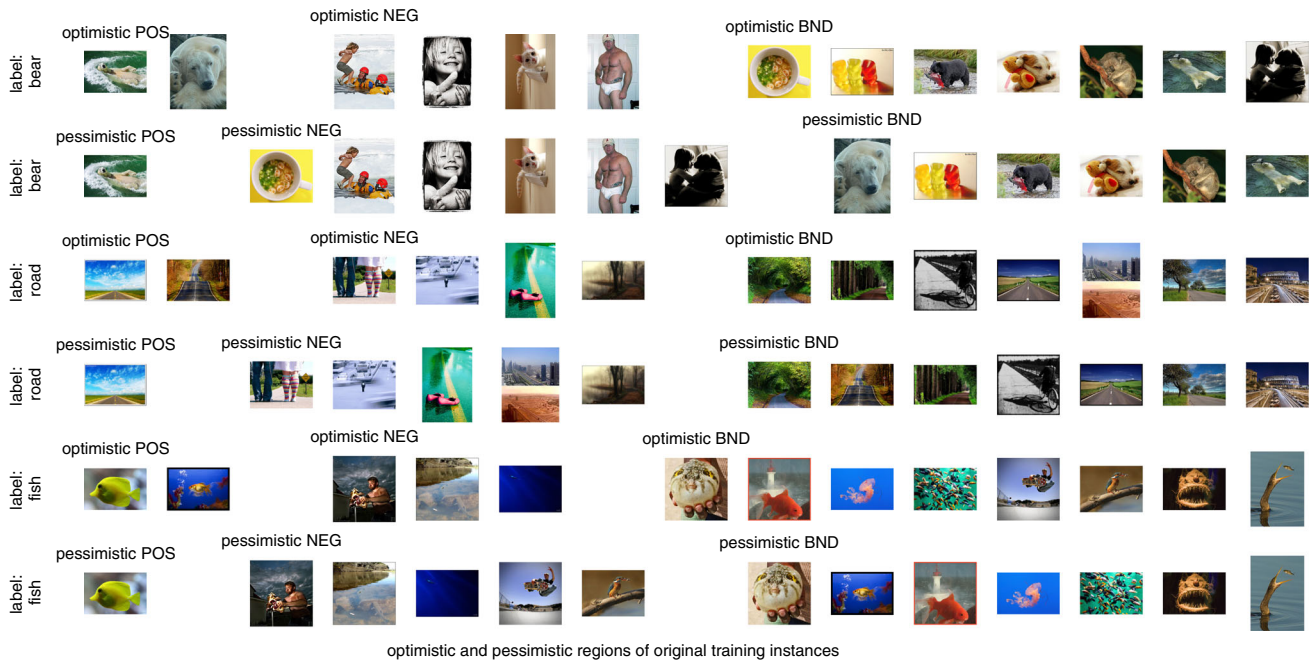 optimistic NEG
optimistic POS
optimistic BND
label:
bear
pessimistic POS
pessimistic NEG
pessimistic BND
label:
bear
optimistic POS
optimistic NEG
optimistic BND
label:
road
pessimistic POS
pessimistic NEG
pessimistic BND
label:
road
optimistic POS
optimistic NEG
optimistic BND
label:
fish
pessimistic POS
pessimistic NEG
pessimistic BND
label:
fish
optimistic and pessimistic regions of original training instances